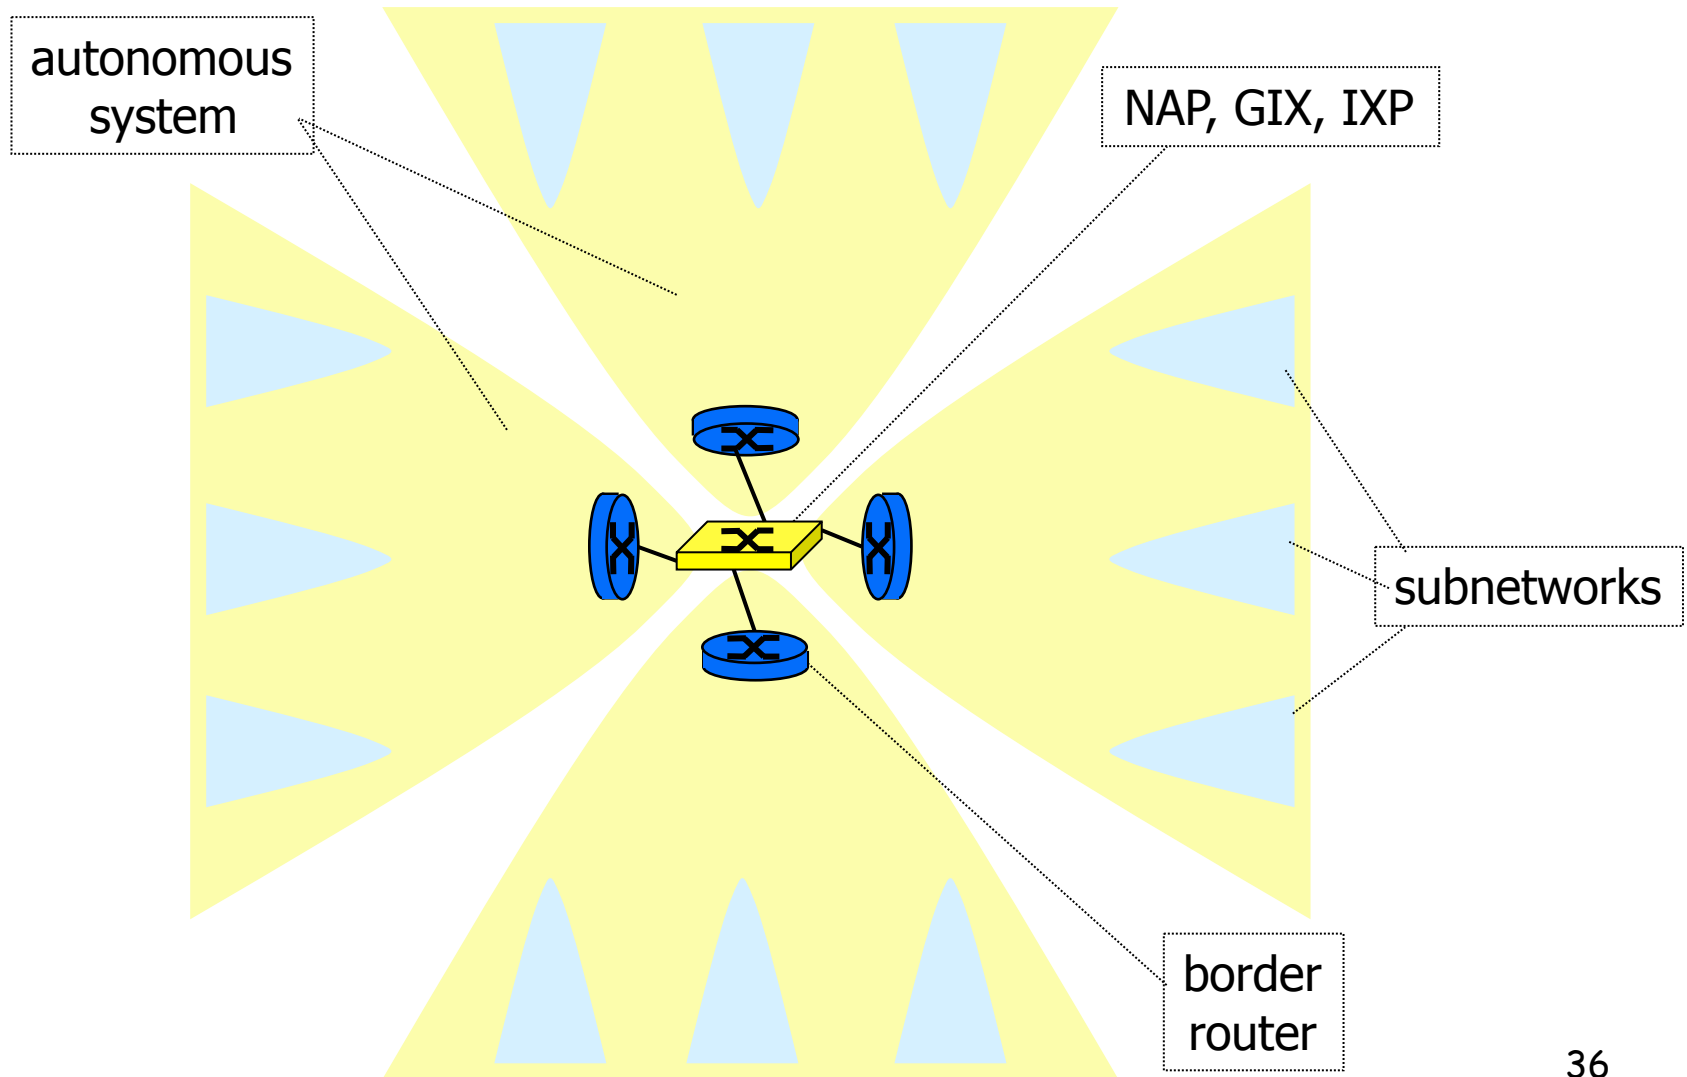 autonomous
system
NAP, GIX, IXP
subnetworks
border
router
36